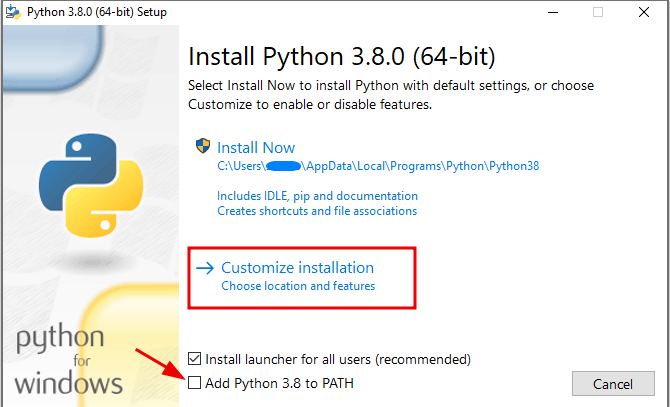 Python 3.8.0 (64-bit) Setup
Install Python 3.8.0 (64-bit)
Select Install Now to install Python with default settings, or choose
Customize to enable or disable features.
Install Now
C:\Users\ \AppData\Local\Programs\Python\Python38
Includes IDLE, pip and documentation
Creates shortcuts and file associations
Customize installation
Choose location and features
python
for
windows
Install launcher for all users (recommended)
Add Python 3.8 to PATH
Cancel